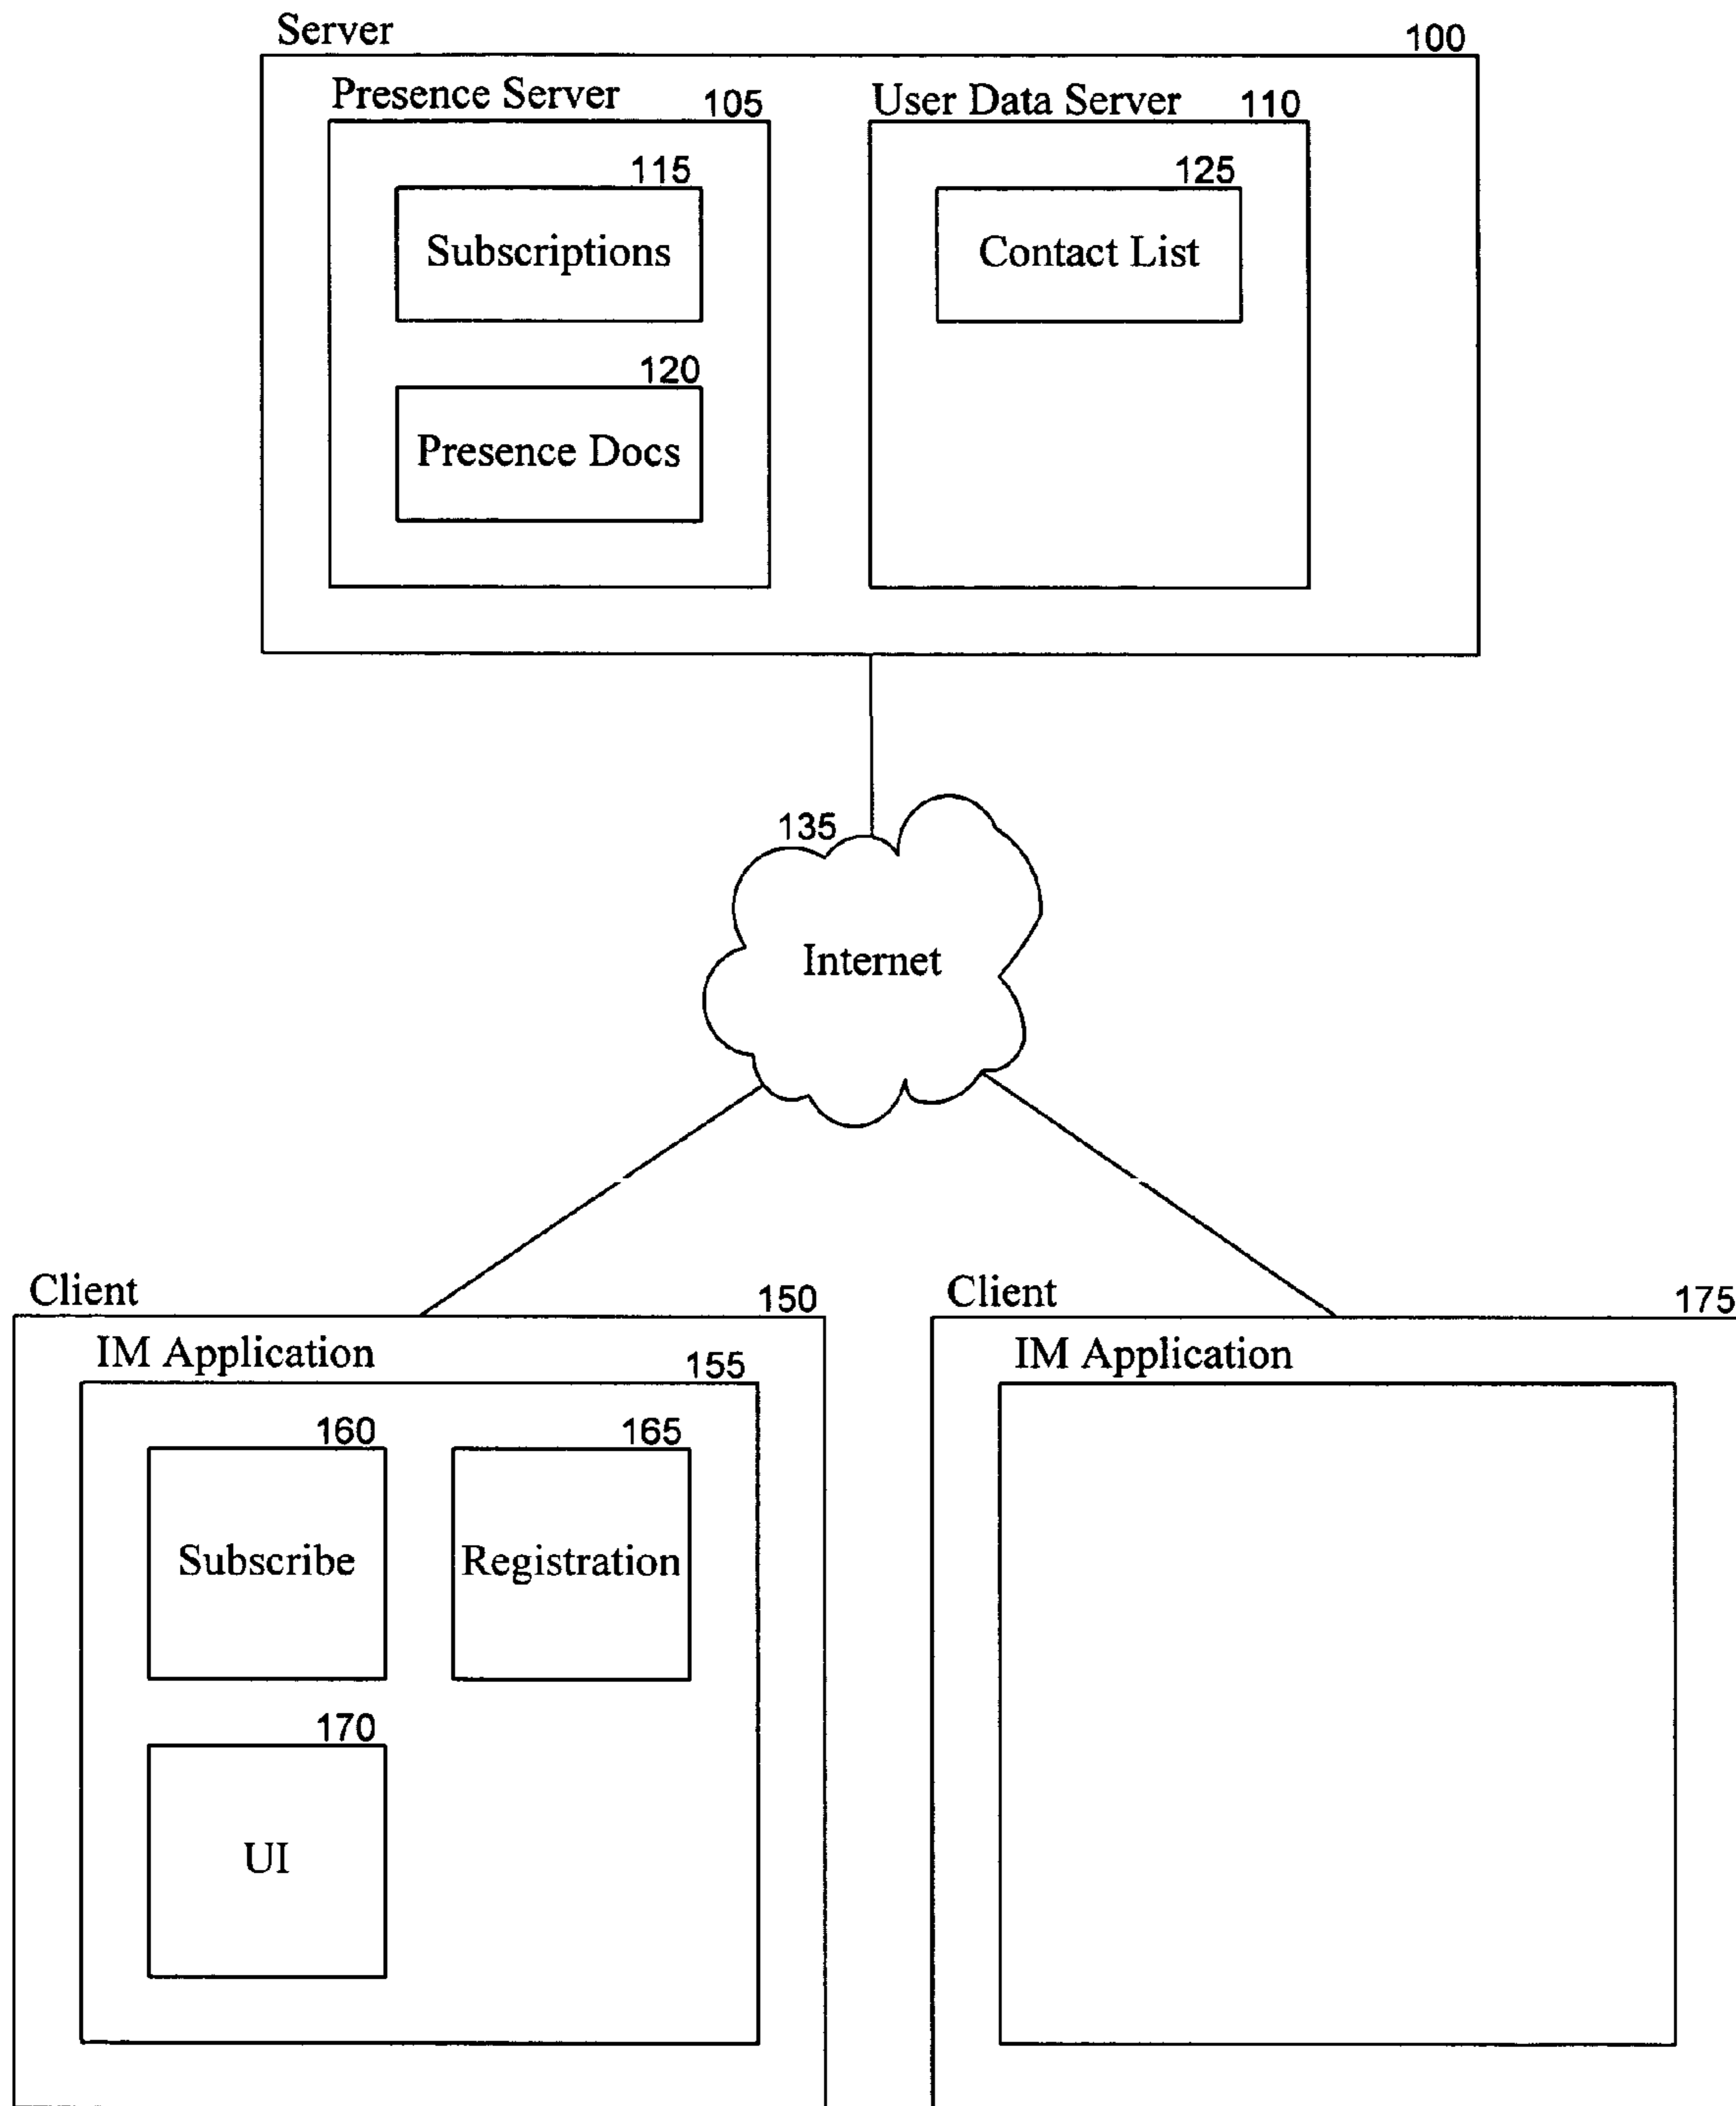 Server 100
Presence Server 105 User Data Server 110
115 125
Subscriptions Contact List
120
Presence Docs
135
Internet
Client 150 Client 175
IM Application 155 IM Application
160 165
Subscribe Registration
170
UI